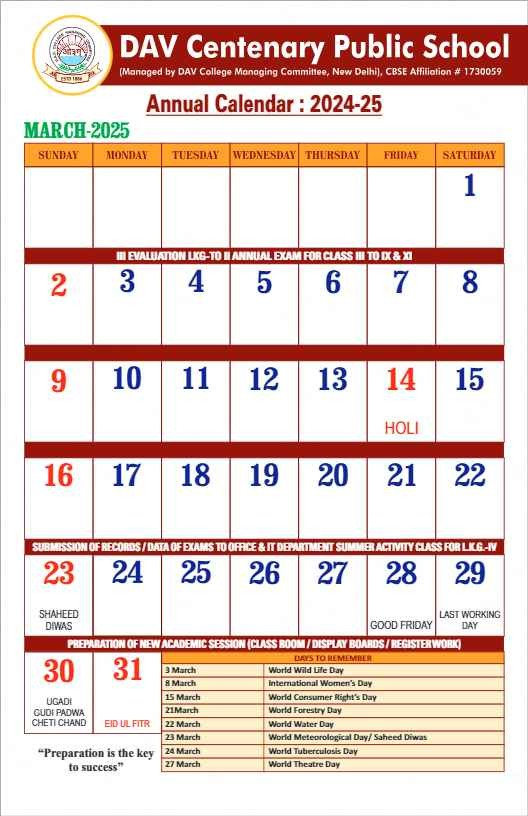 DAV Centenary Public School
(Managed by DAV College Managing Committee, New Delhi), CBSE Affiliation # 1730059
ESTD 1886
Annual Calendar : 2024-25
MARCH-2025
SUNDAY MONDAY TUESDAY WEDNESDAY THURSDAY FRIDAY SATURDAY
1
III EVALUATION LKG-TO II ANNUAL EXAM FOR CLASS III TO IX & XI
2 3 4 5 6 7 8
9 10 11 12 13 14 15
HOLI
16 17 18 19 20 21 22
SUBMISSION OF RECORDS / DATA OF EXAMS TO OFFICE & IT DEPARTMENT SUMMER ACTIVITY CLASS FOR L.K.G.-IV
23 24 25 26 27 28 29
SHAHEED
DIWAS
GOOD FRIDAY
LAST WORKING
DAY
PREPARATION OF NEW ACADEMIC SESSION (CLASS ROOM / DISPLAY BOARDS / REGISTER WORK)
30 31
UGADI
GUDI PADWA
CHETI CHAND
EID UL FITR
DAYS TO REMEMBER
3 March World Wild Life Day
8 March International Women's Day
15 March World Consumer Right's Day
21March World Forestry Day
22 March World Water Day
23 March World Meteorological Day/ Saheed Diwas
24 March World Tuberculosis Day
27 March World Theatre Day
“Preparation is the key
to success”